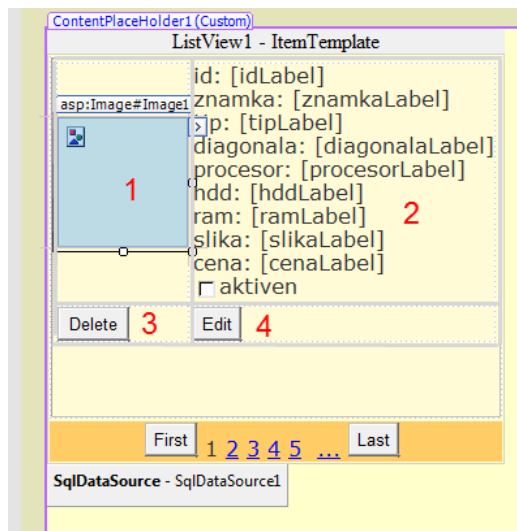 ContentPlaceHolder1 (Custom)
ListView1 - ItemTemplate
asp:Image#Image1
1
id: [idLabel]
znamka: [znamkaLabel]
tip: [tipLabel]
diagonala: [diagonalaLabel]
procesor: [procesorLabel]
hdd: [hddLabel]
ram: [ramLabel]
slika: [slikaLabel]
cena: [cenaLabel]
aktiven
2
Delete 3 Edit 4
First 1 2 3 4 5 ... Last
SqlDataSource - SqlDataSource1